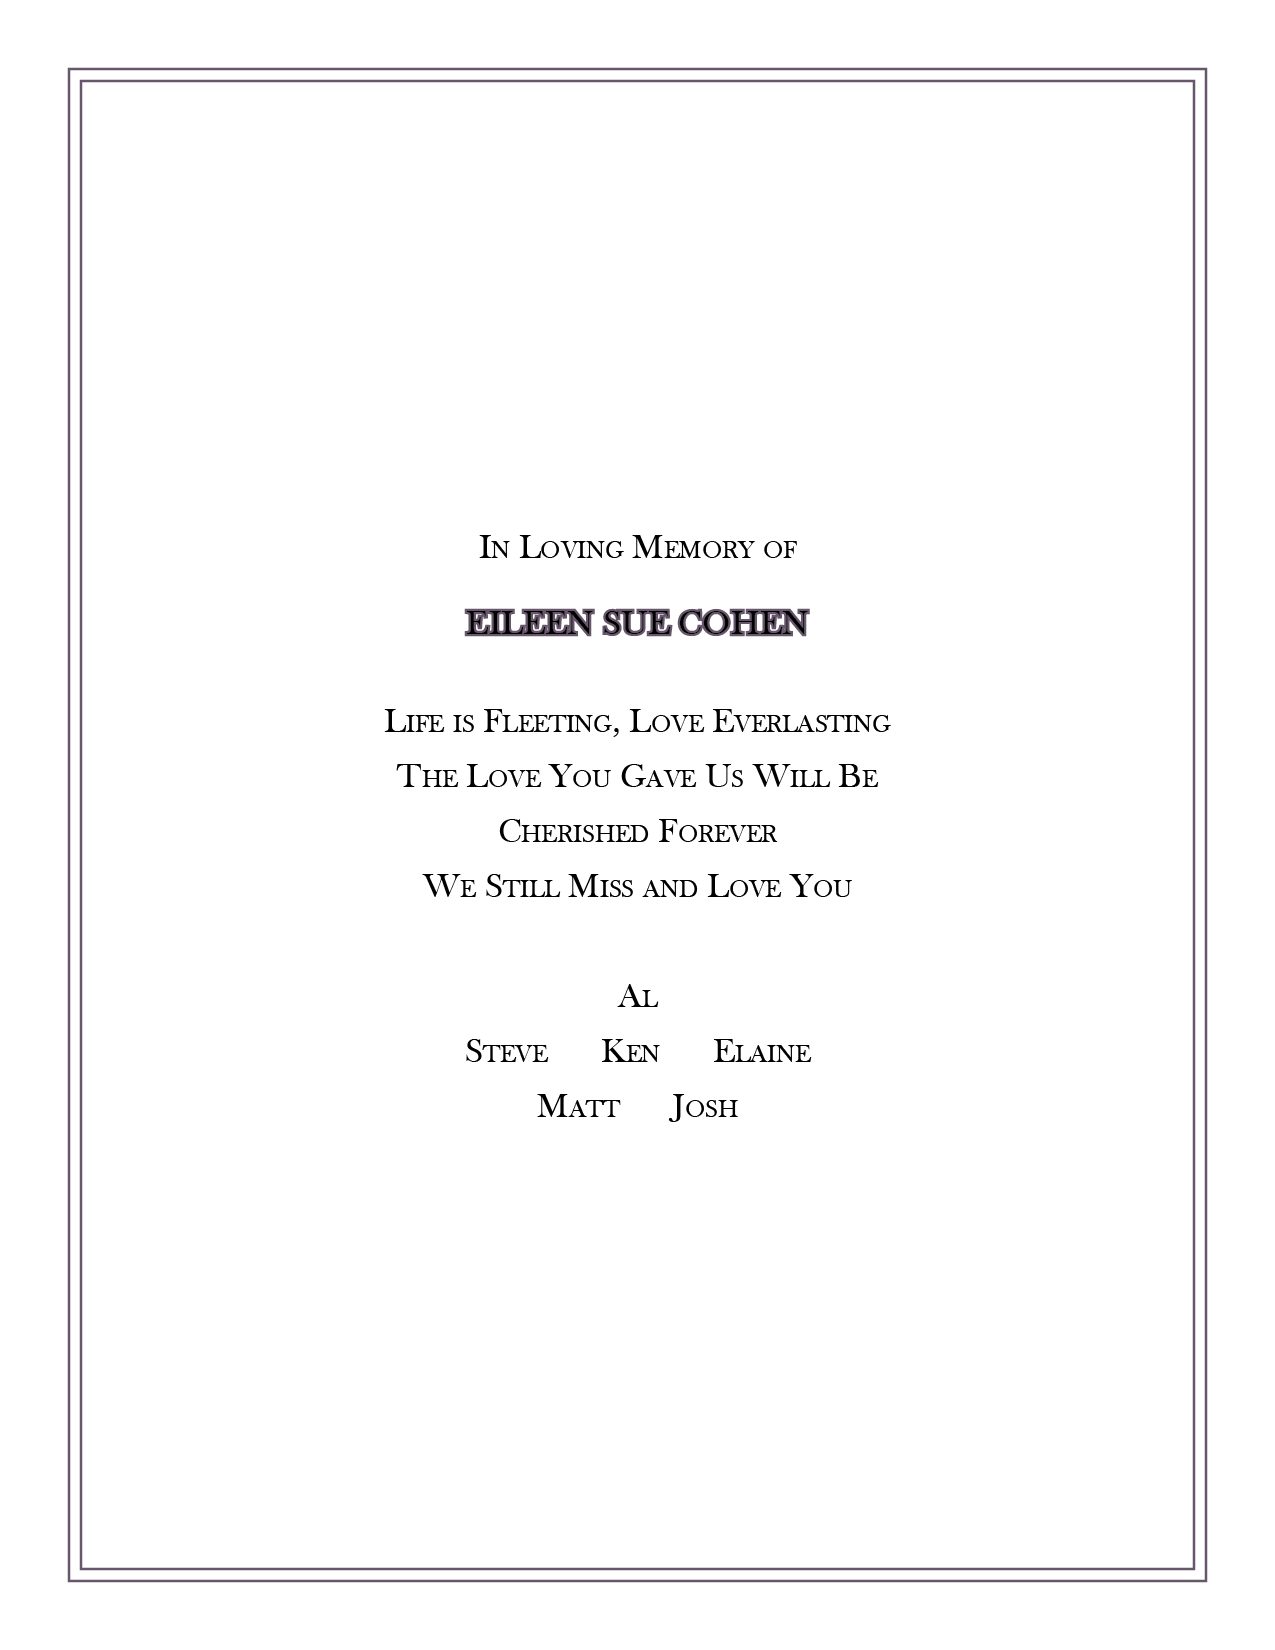 In Loving Memory of
EILEEN SUE COHEN
Life is Fleeting, Love Everlasting
The Love You Gave Us Will Be
Cherished Forever
We Still Miss and Love You
Al
Steve Ken Elaine
Matt Josh